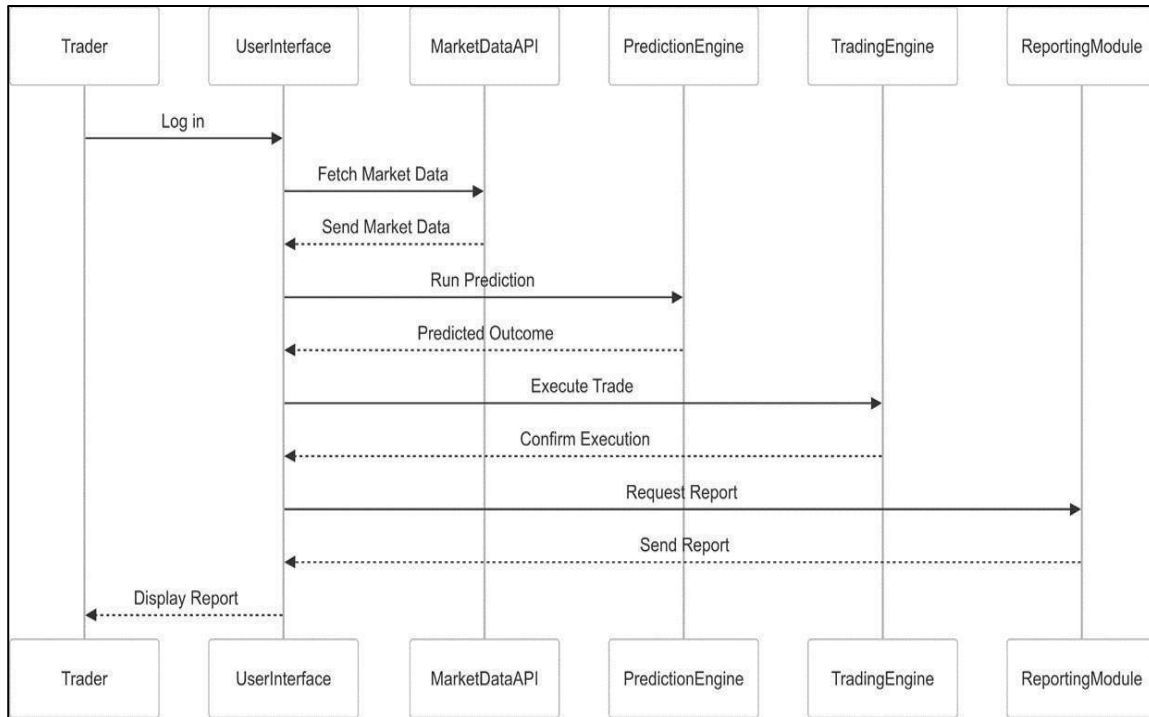 Trader UserInterface MarketDataAPI PredictionEngine TradingEngine ReportingModule
Log in
Fetch Market Data
Send Market Data
Run Prediction
Predicted Outcome
Execute Trade
Confirm Execution
Request Report
Send Report
Display Report
Trader UserInterface MarketDataAPI PredictionEngine TradingEngine ReportingModule